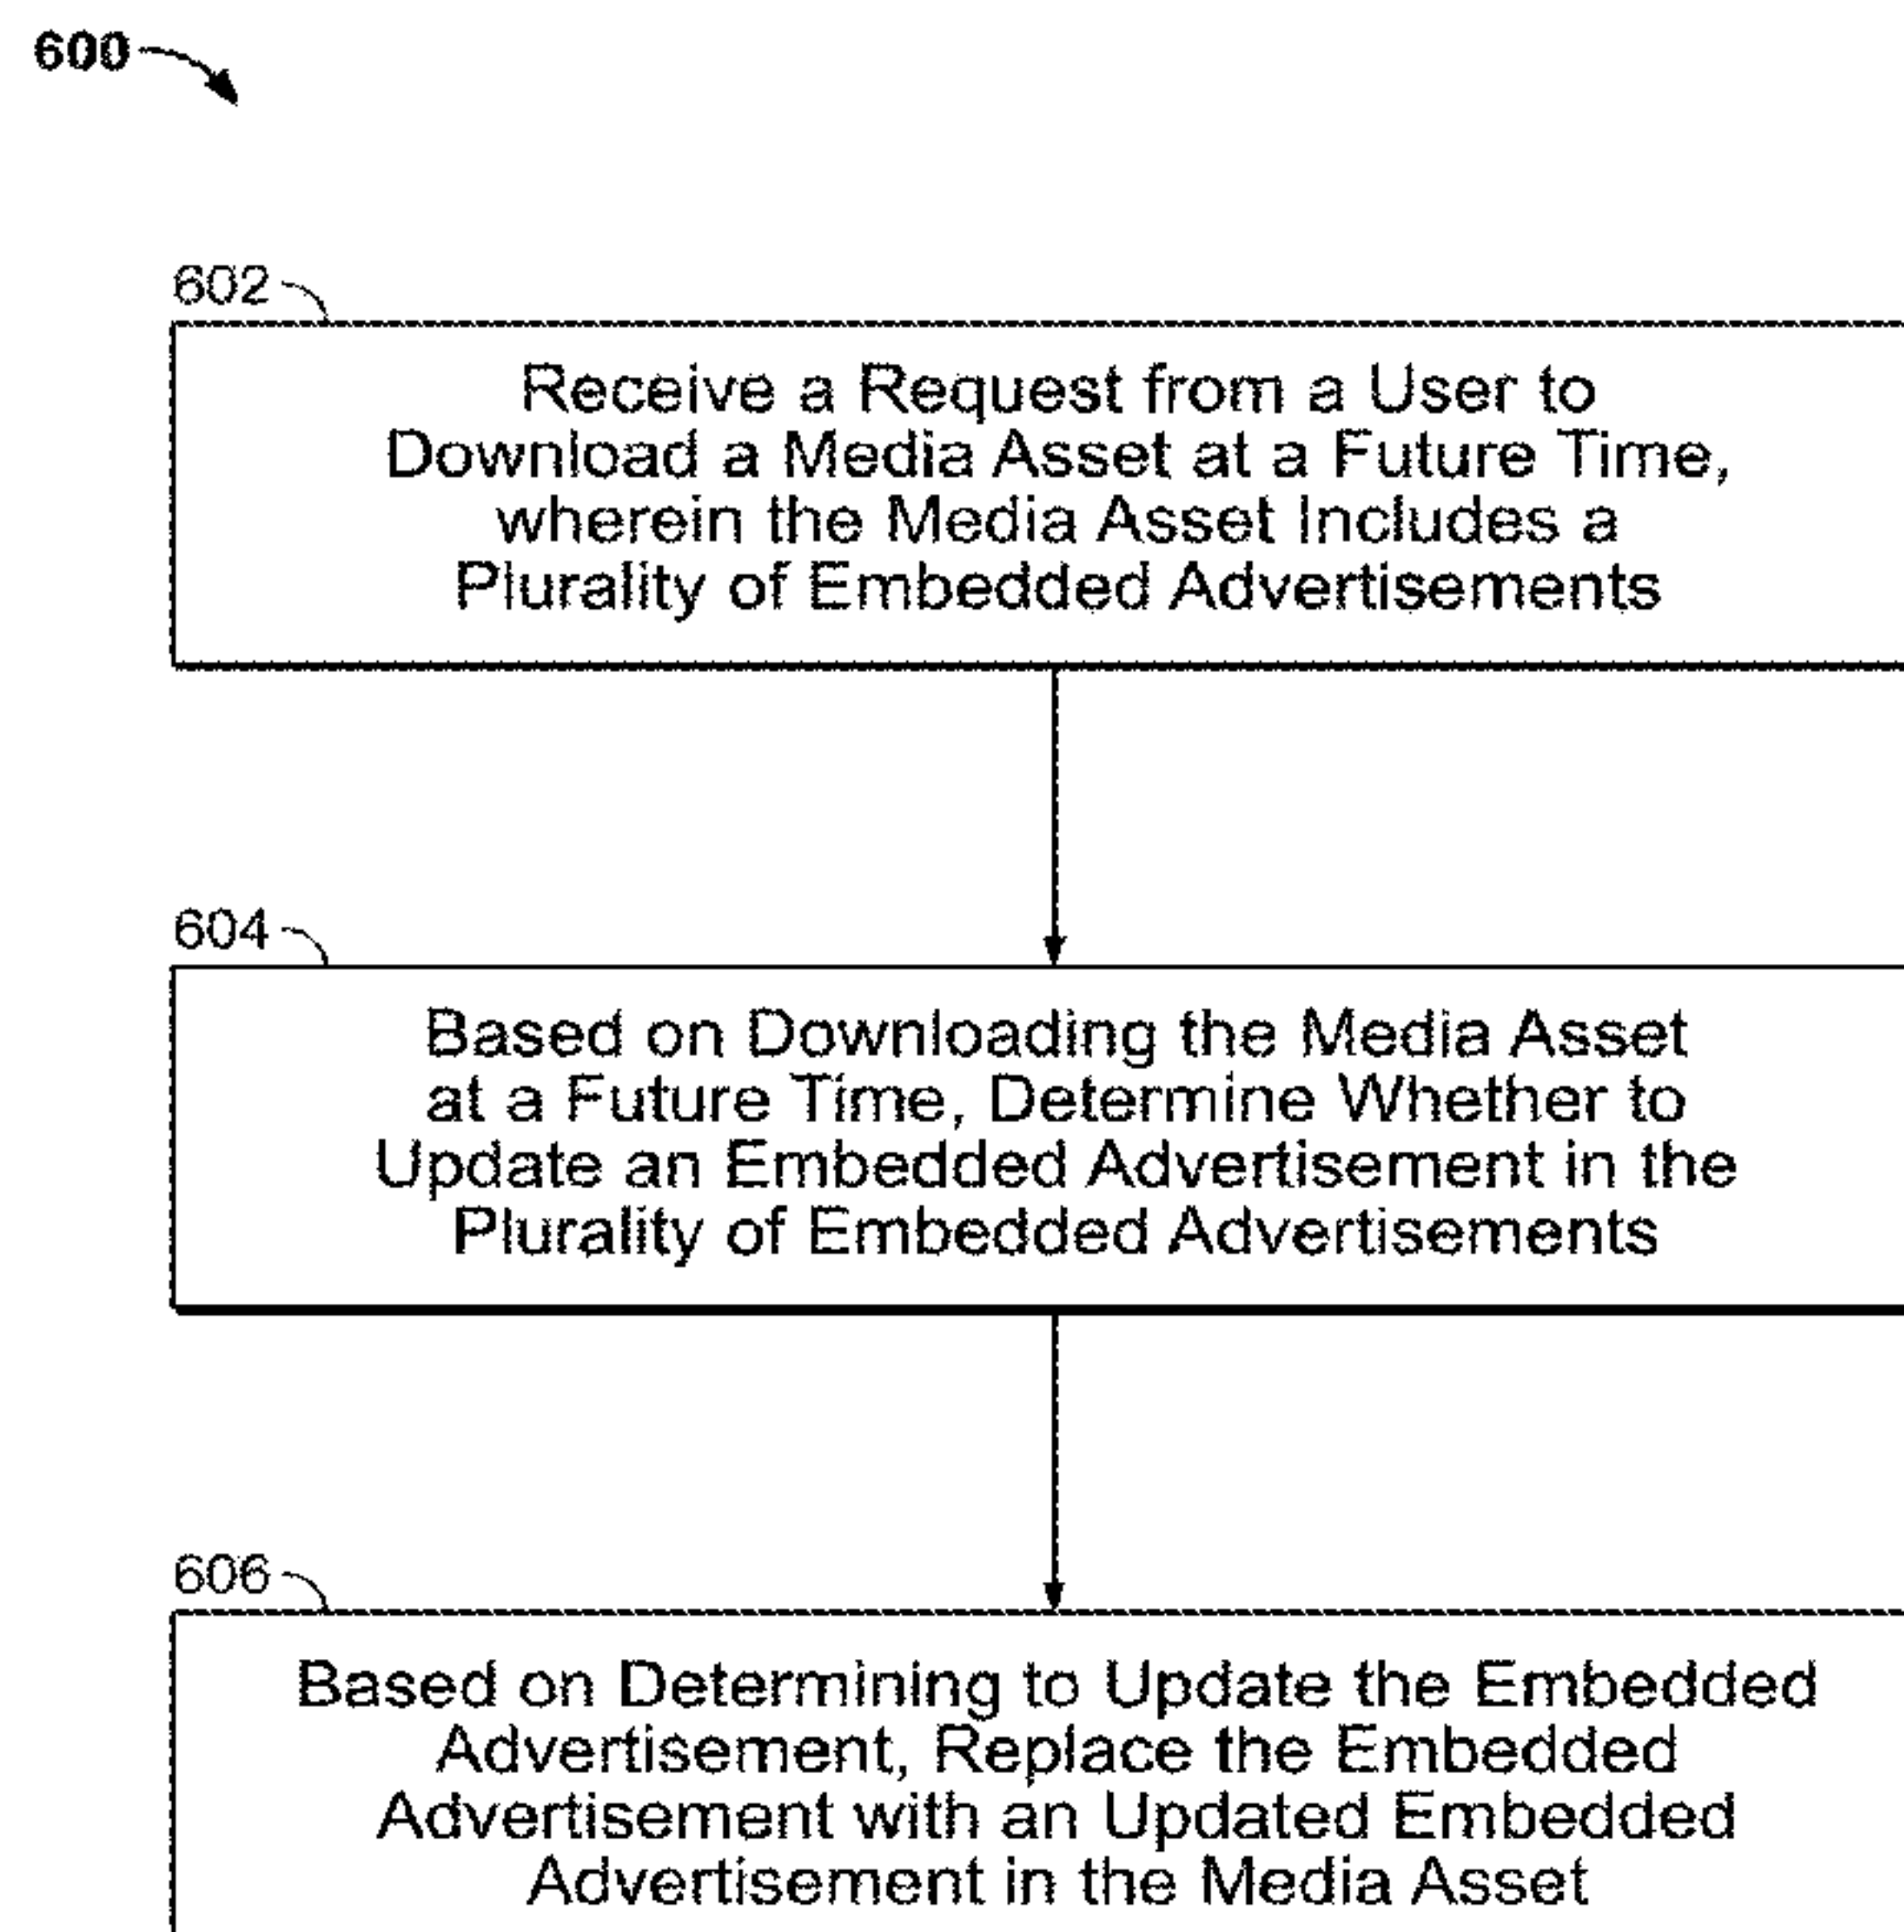 600
602
Receive a Request from a User to
Download a Media Asset at a Future Time,
wherein the Media Asset Includes a
Plurality of Embedded Advertisements
604
Based on Downloading the Media Asset
at a Future Time, Determine Whether to
Update an Embedded Advertisement in the
Plurality of Embedded Advertisements
606
Based on Determining to Update the Embedded
Advertisement, Replace the Embedded
Advertisement with an Updated Embedded
Advertisement in the Media Asset